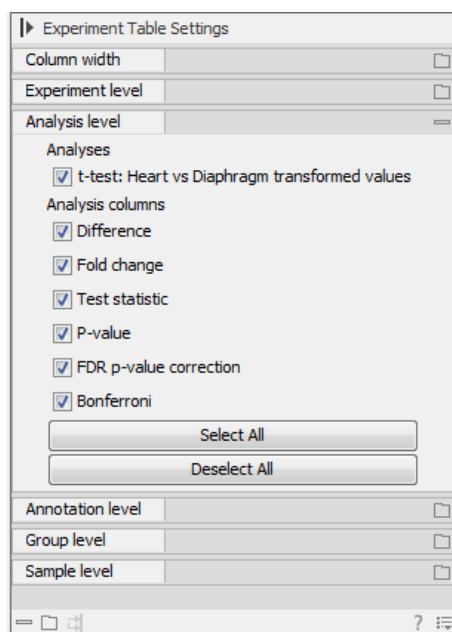 Experiment Table Settings
Column width
Experiment level
Analysis level
Analyses
t-test: Heart vs Diaphragm transformed values
Analysis columns
Difference
Fold change
Test statistic
P-value
FDR p-value correction
Bonferroni
Select All
Deselect All
Annotation level
Group level
Sample level
?